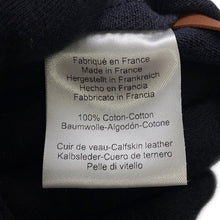 Fabriqué en France
Made in France
Hergestellt in Frankreich
Hecho en Francia
Fabbricato in Francia
100% Coton-Cotton
Baumwolle-Algodón-Cotone
Cuir de veau-Calfskin leather
Kalbsleder-Cuero de ternero
Pelle di vitello